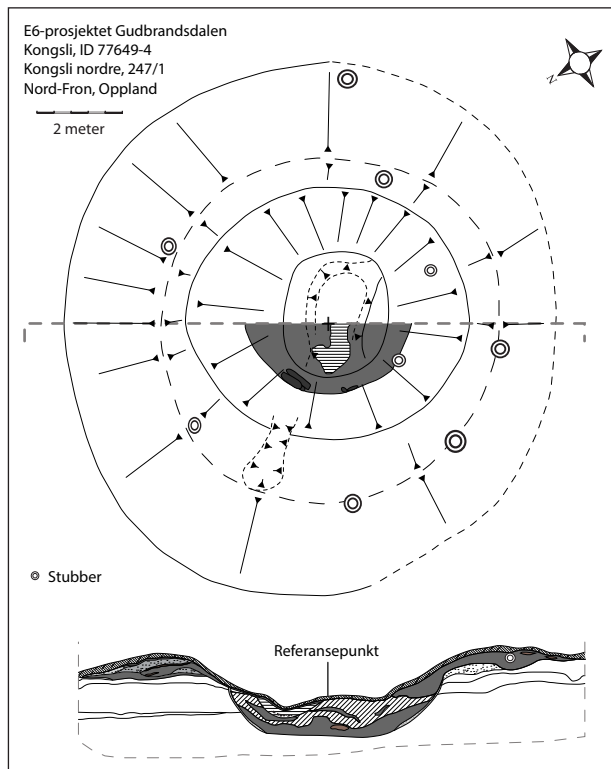 E6-prosjektet Gudbrandsdalen
Kongsli, ID 77649-4
Kongsli nordre, 247/1
Nord-Fron, Oppland
2 meter
N
Stubber
Referansepunkt